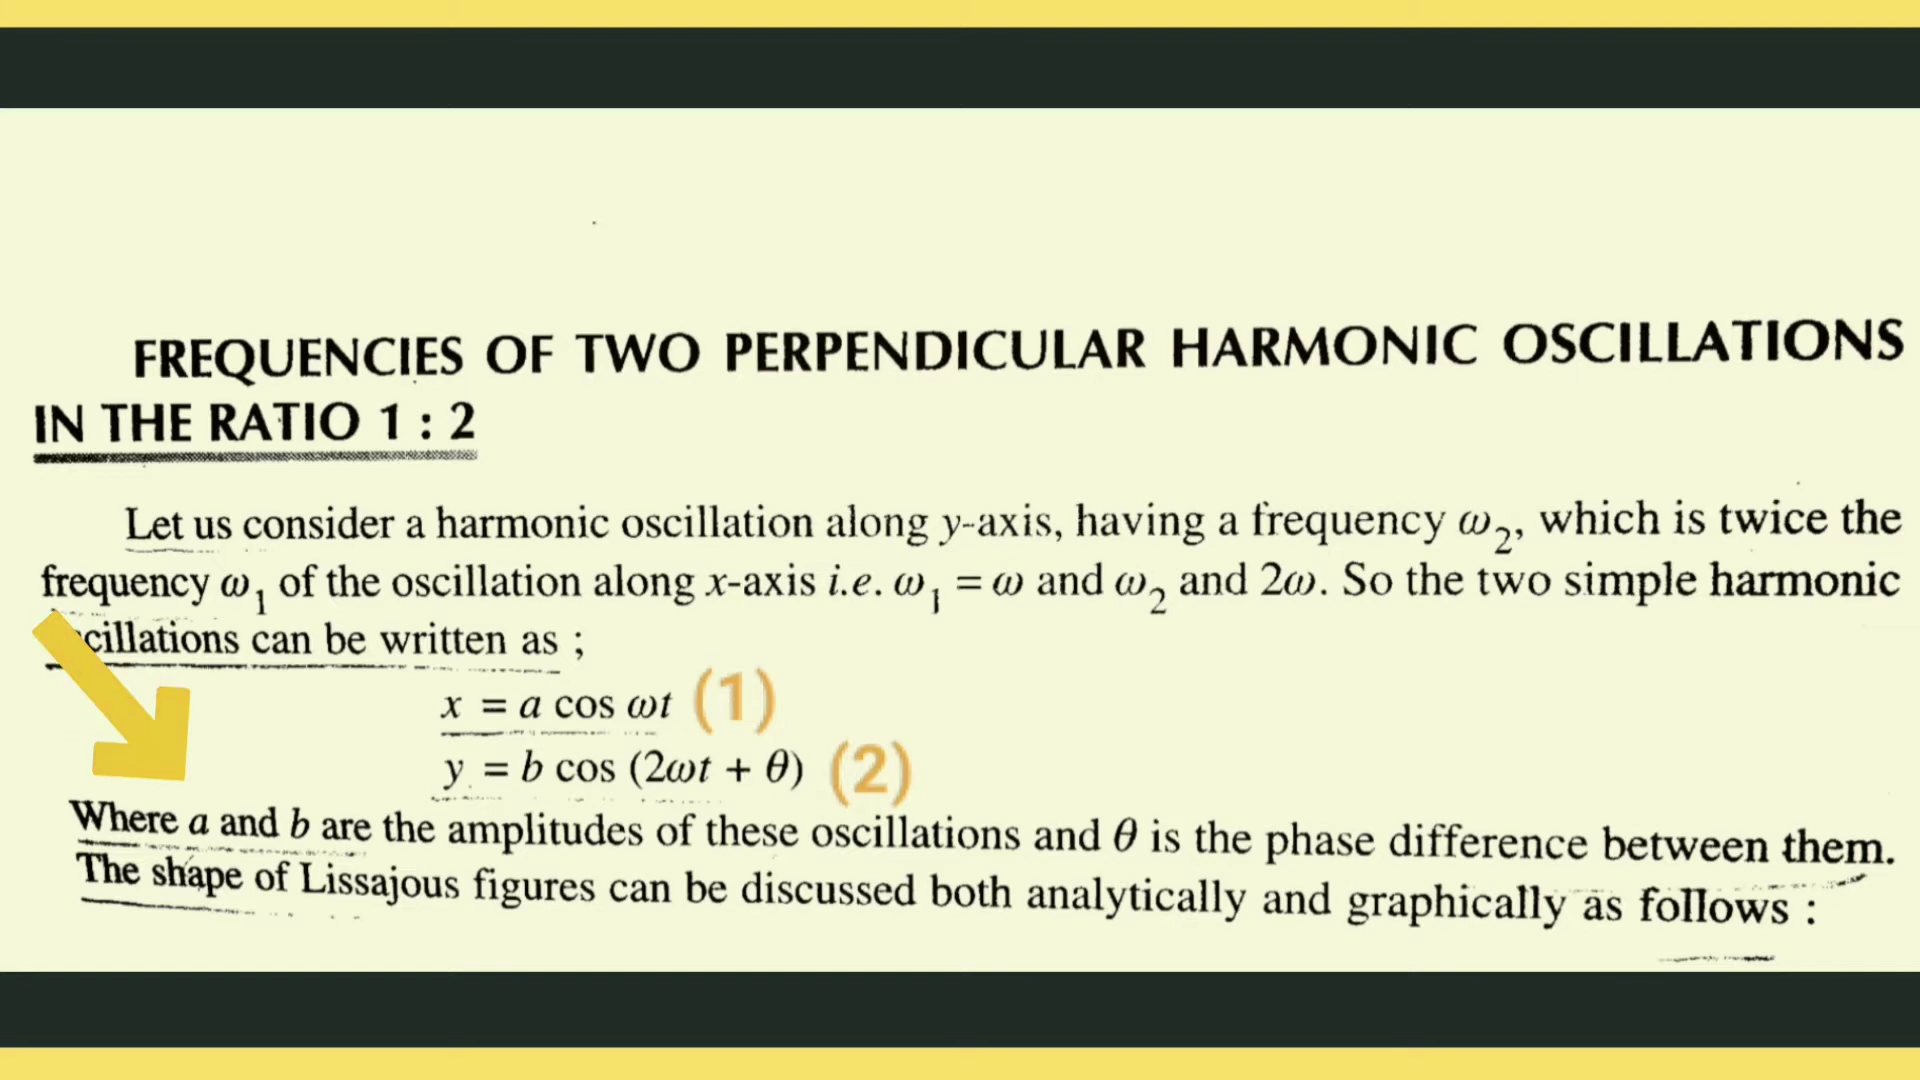 FREQUENCIES OF TWO PERPENDICULAR HARMONIC OSCILLATIONS
IN THE RATIO 1 : 2
Let us consider a harmonic oscillation along y-axis, having a frequency ω₂, which is twice the
frequency ω₁ of the oscillation along x-axis i.e. ω₁ = ω and ω₂ and 2ω. So the two simple harmonic
cillations can be written as ;
x = a cos ωt (1)
y = b cos (2ωt + θ) (2)
Where a and b are the amplitudes of these oscillations and θ is the phase difference between them.
The shape of Lissajous figures can be discussed both analytically and graphically as follows :